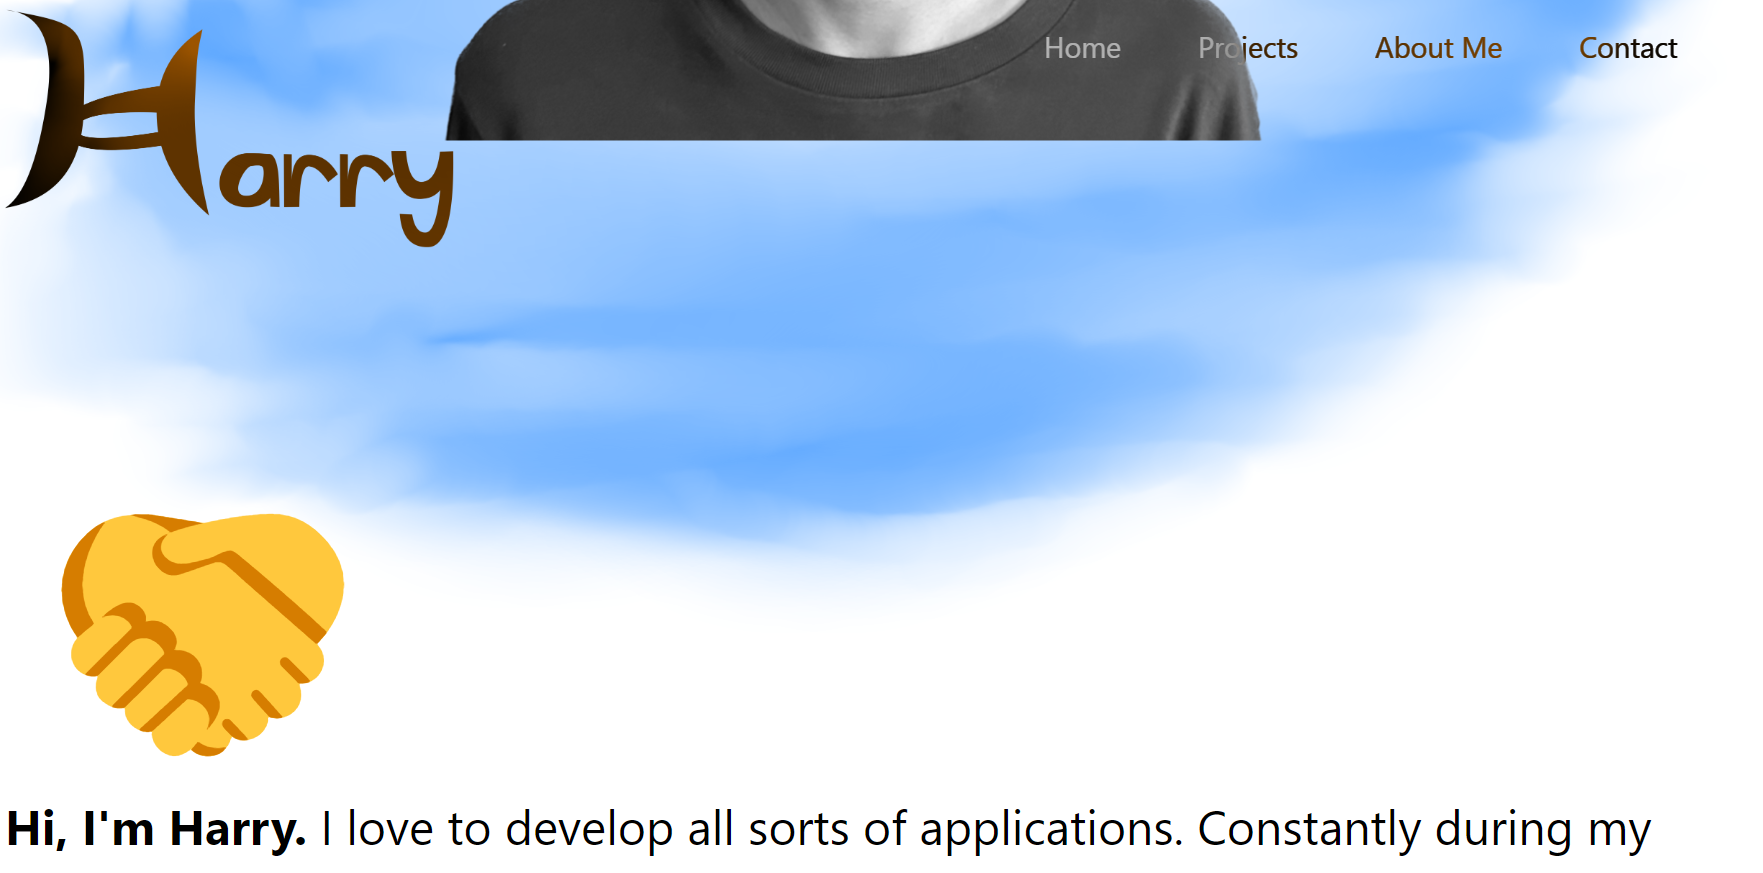 Harry
Home Projects About Me Contact
Hi, I'm Harry. I love to develop all sorts of applications. Constantly during my